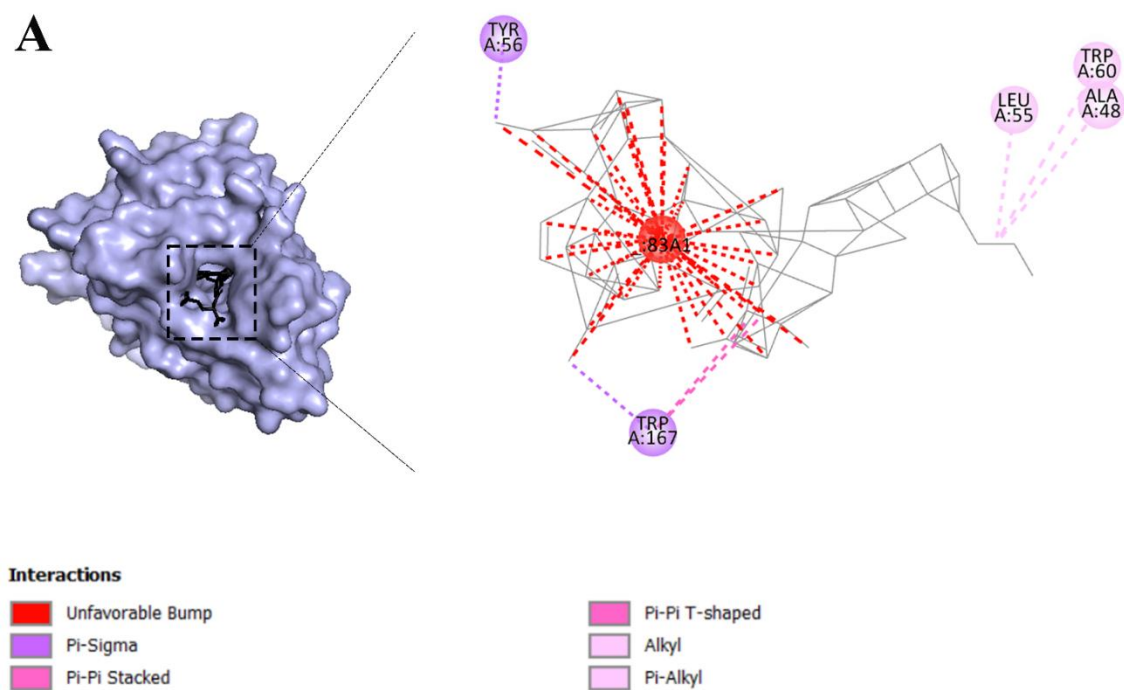 A
TYR
A:56
TRP
A:60
LEU
A:55
ALA
A:48
:83A1
TRP
A:167
Interactions
Unfavorable Bump
Pi-Sigma
Pi-Pi Stacked
Pi-Pi T-shaped
Alkyl
Pi-Alkyl